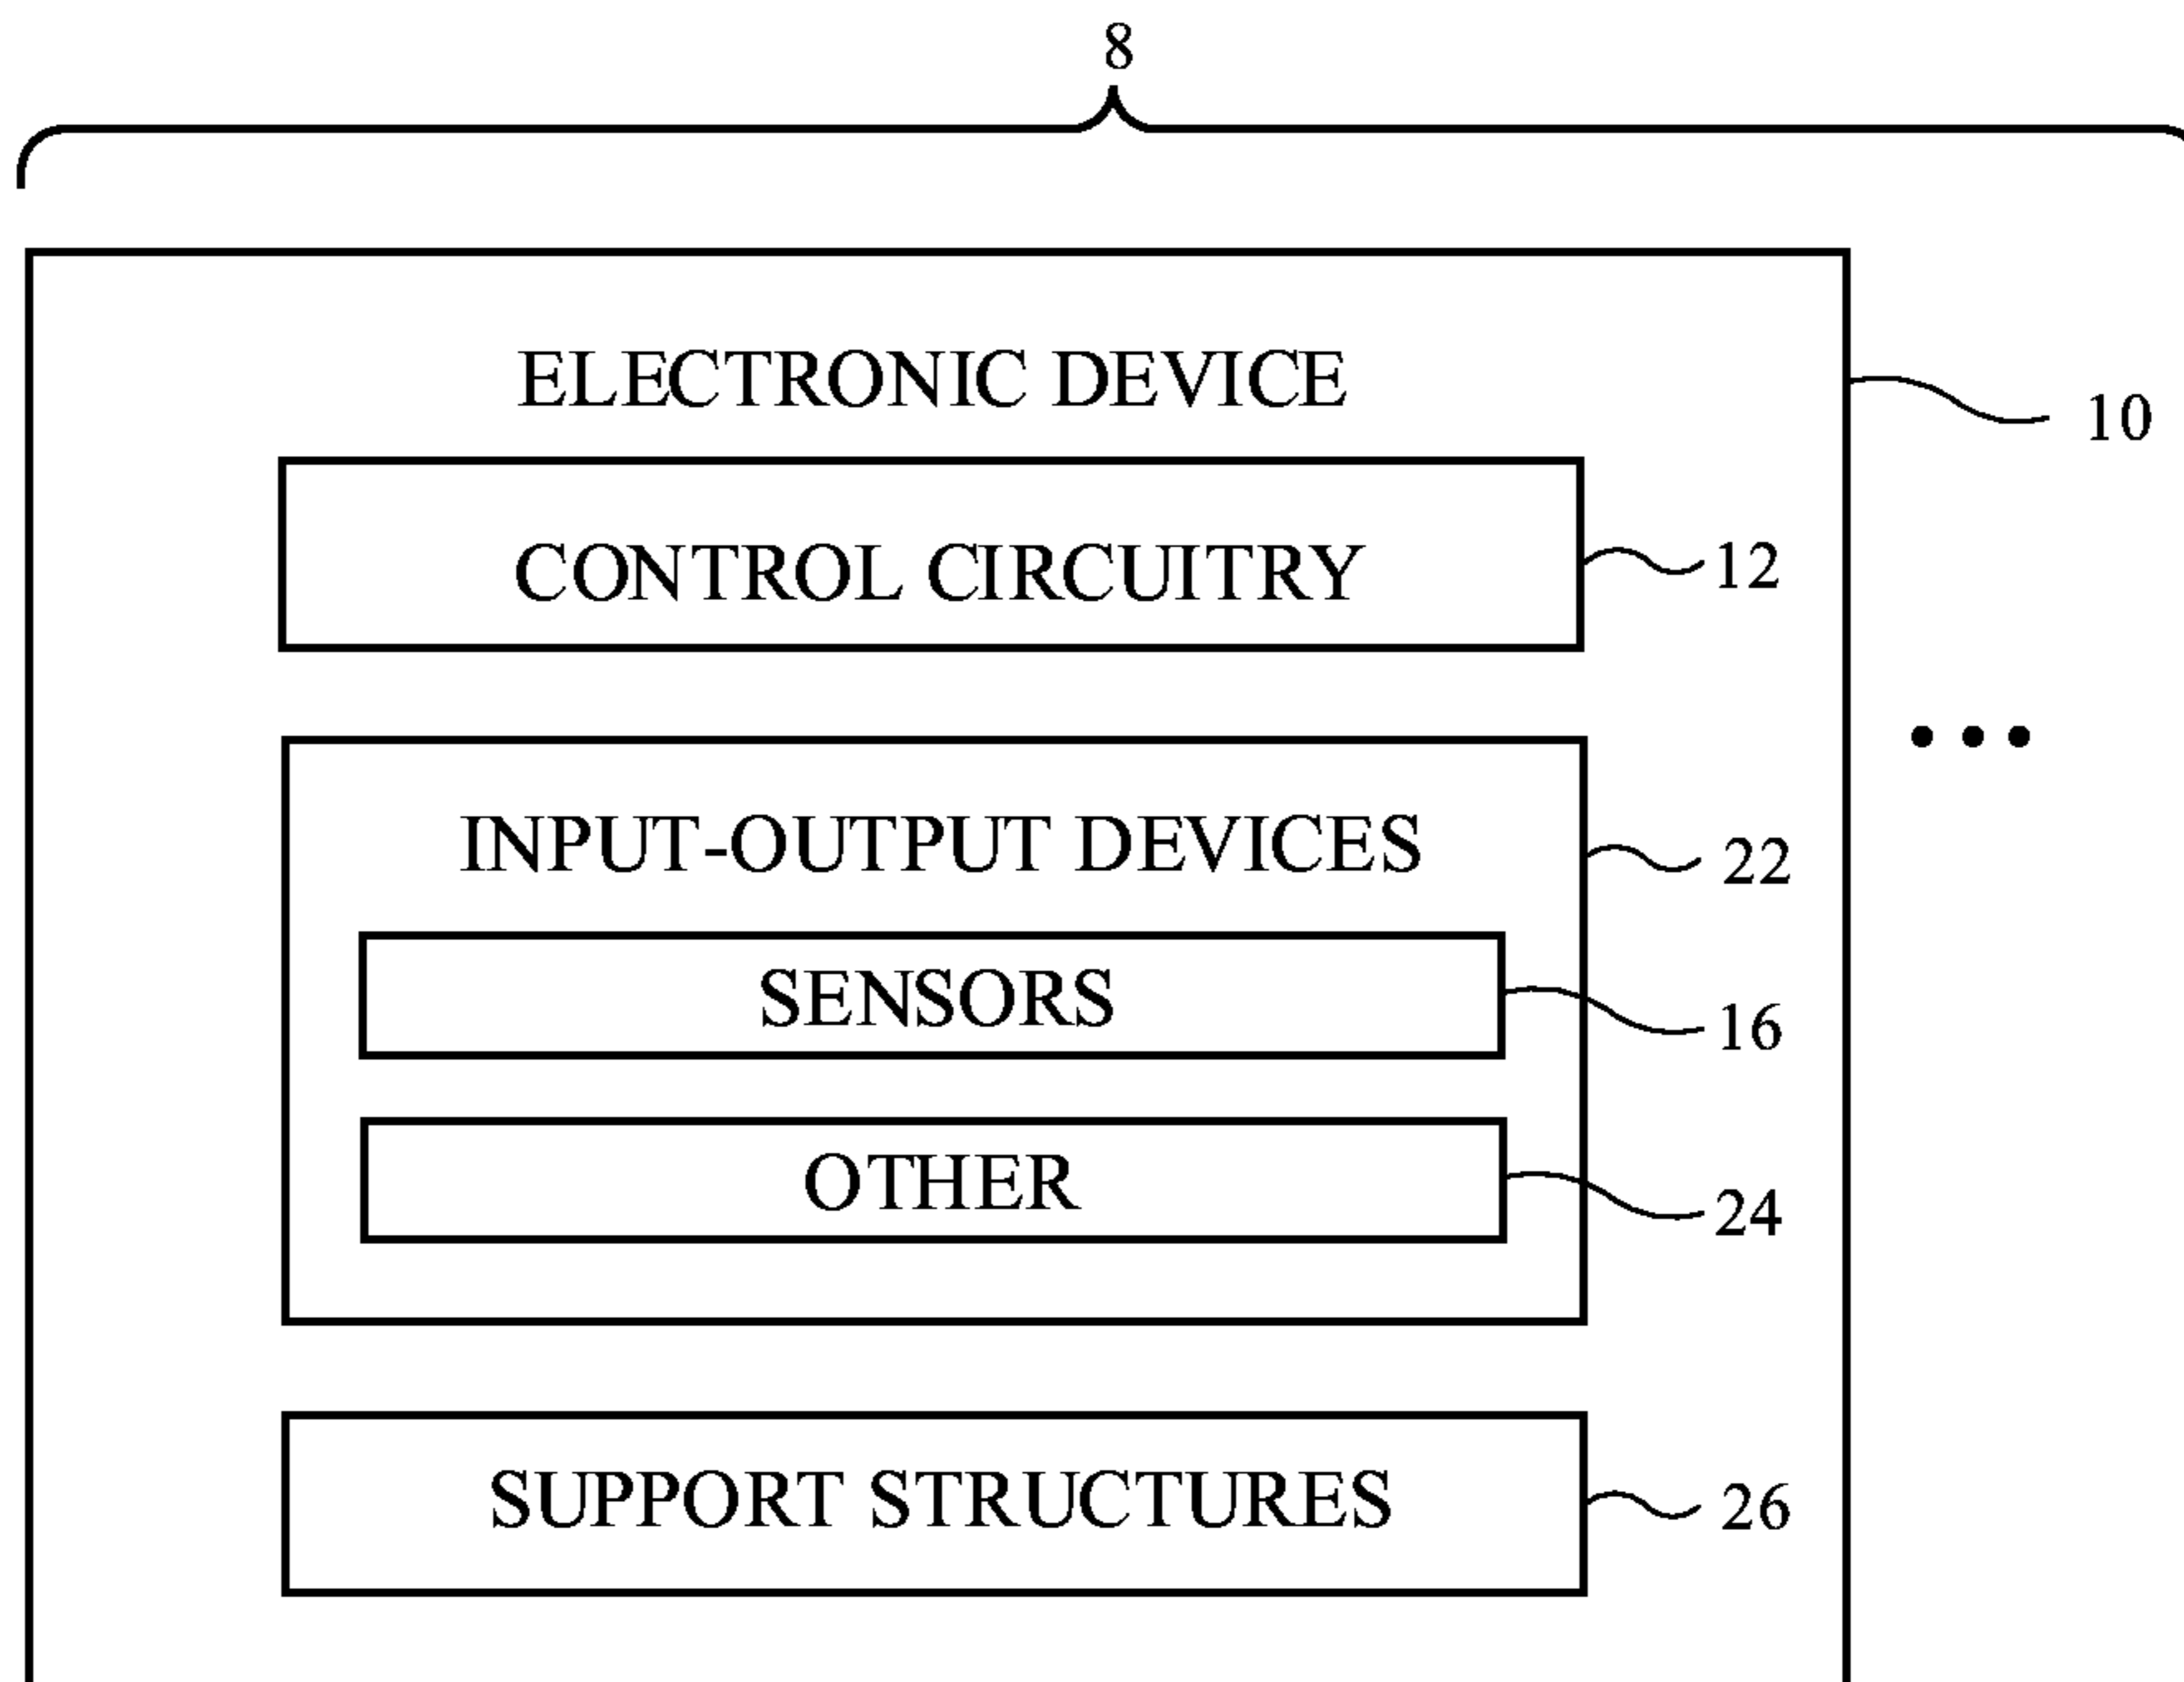 8
ELECTRONIC DEVICE
10
CONTROL CIRCUITRY
12
INPUT-OUTPUT DEVICES
22
SENSORS
16
OTHER
24
SUPPORT STRUCTURES
26